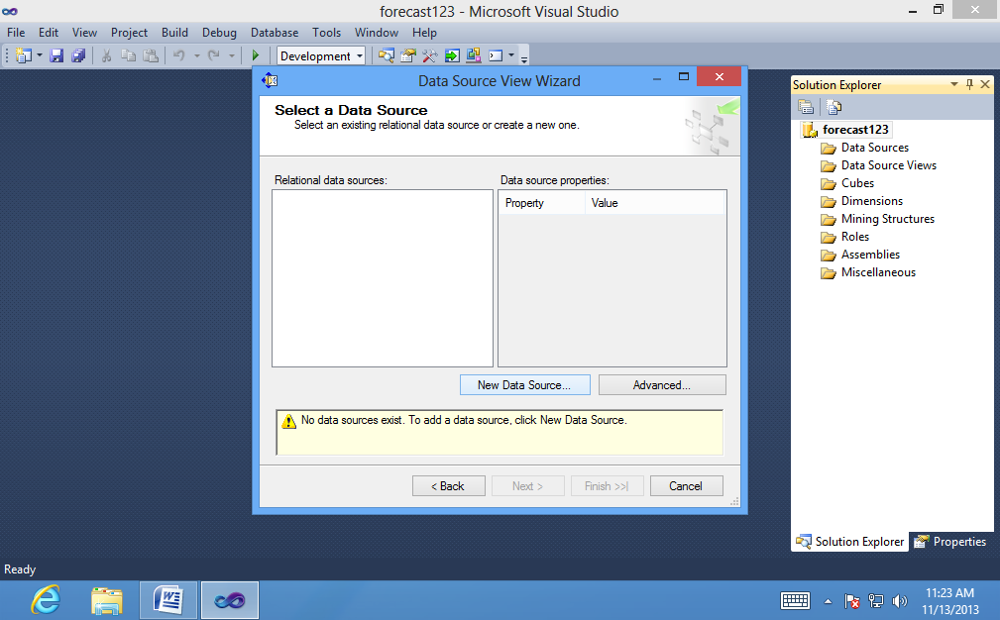 forecast123 - Microsoft Visual Studio
File Edit View Project Build Debug Database Tools Window Help
Development
Data Source View Wizard
Select a Data Source
Select an existing relational data source or create a new one.
Relational data sources:
Data source properties:
Property Value
New Data Source... Advanced...
No data sources exist. To add a data source, click New Data Source.
< Back Next > Finish >>| Cancel
Solution Explorer
forecast123
Data Sources
Data Source Views
Cubes
Dimensions
Mining Structures
Roles
Assemblies
Miscellaneous
Solution Explorer Properties
Ready
11:23 AM
11/13/2013